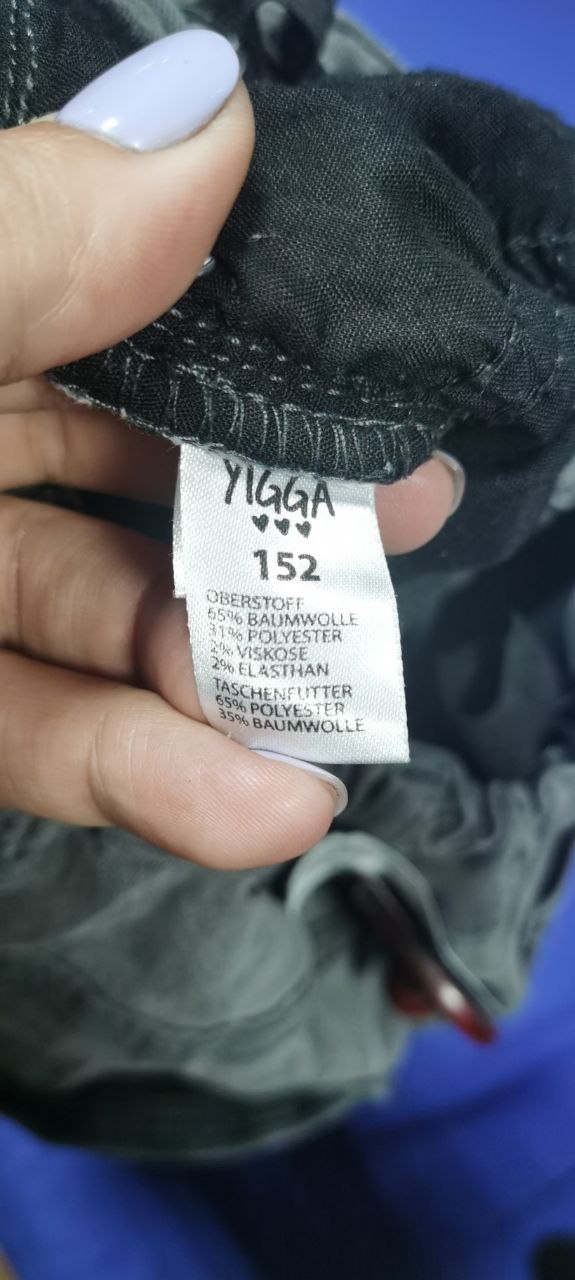 YIGGA
♥♥♥
152
OBERSTOFF
65% BAUMWOLLE
31% POLYESTER
2% VISKOSE
2% ELASTHAN
TASCHENFUTTER
65% POLYESTER
35% BAUMWOLLE